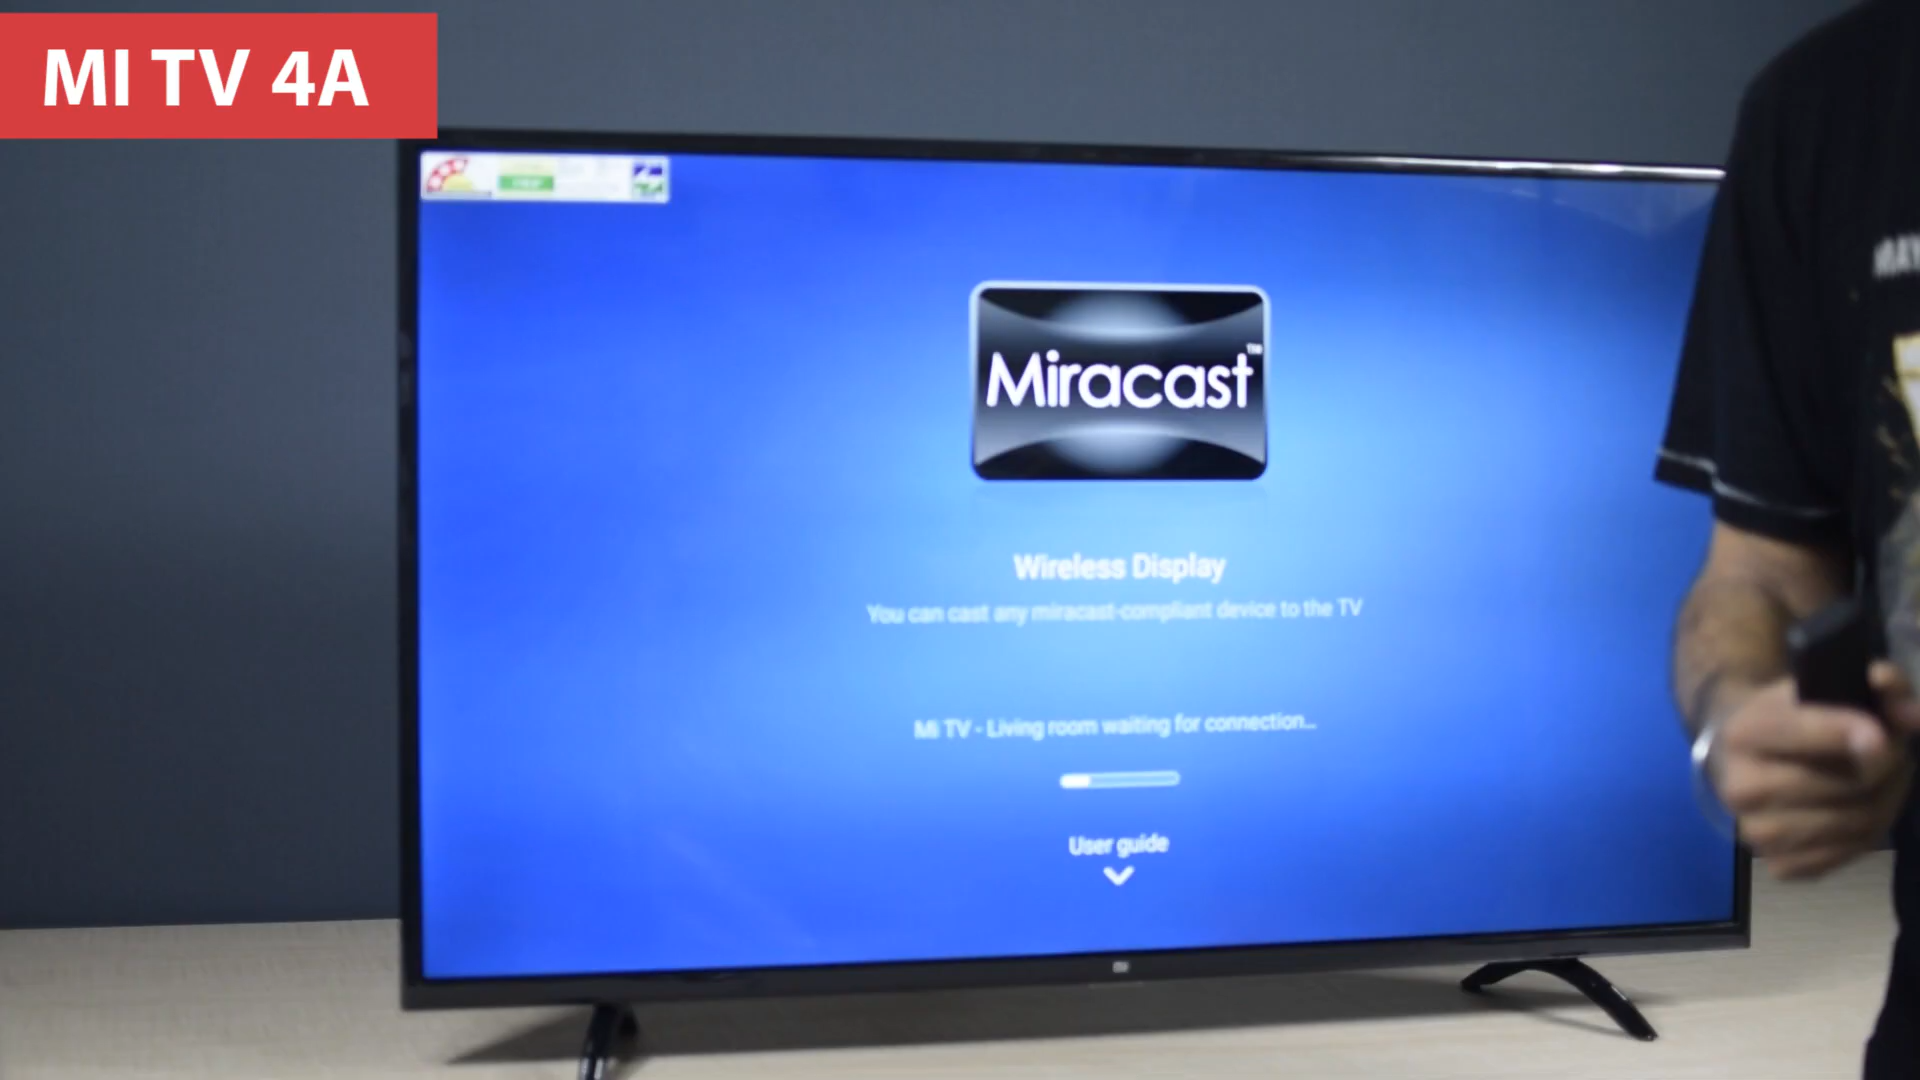 MI TV 4A
Miracast™
Wireless Display
You can cast any miracast-compliant device to the TV
Mi TV - Living room waiting for connection...
User guide
mi